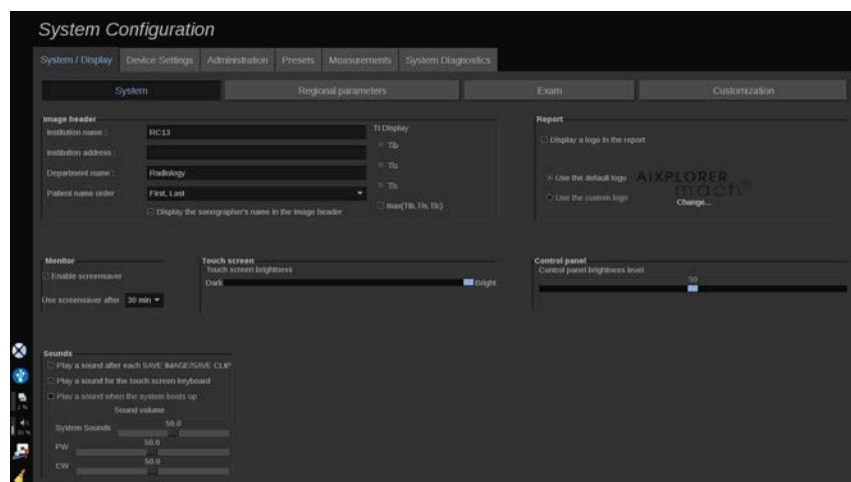 System Configuration
System / Display Device Settings Administration Presets Measurements System Diagnostics
System Regional parameters Exam Customization
Image header
Institution name : RC13
Institution address :
Department name : Radiology
Patient name order First, Last
Display the sonographer's name in the image header
TI Display
TIb
TIs
TIc
max(TIb, TIs, TIc)
Report
Display a logo in the report
Use the default logo
AIXPLORER
mach
Use the custom logo Change...
Monitor
Enable screensaver
Use screensaver after 30 min
Touch screen
Touch screen brightness
Dark Bright
Control panel
Control panel brightness level
50
Sounds
Play a sound after each SAVE IMAGE/SAVE CLIP
Play a sound for the touch screen keyboard
Play a sound when the system boots up
Sound volume
System Sounds 50.0
PW 50.0
CW 50.0
1 %
50 %